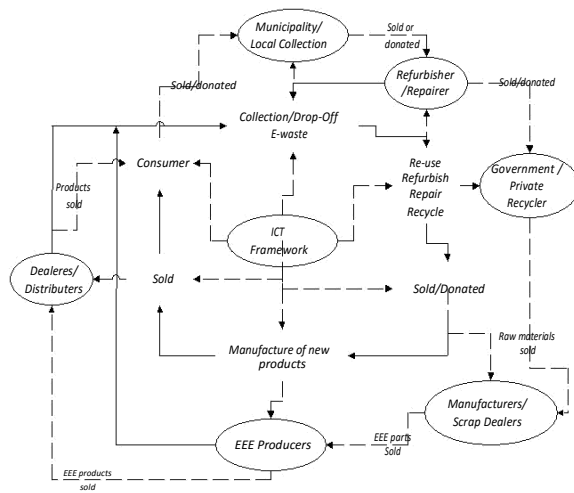 Municipality/
Local Collection
Sold or
donated
Refurbisher
/Repairer
Sold/donated
Sold/donated
Collection/Drop-Off
E-waste
Consumer
Re-use
Refurbish
Repair
Recycle
Government /
Private
Recycler
Products
sold
ICT
Framework
Dealeres/
Distributers
Sold
Sold/Donated
Raw materials
sold
Manufacture of new
products
Manufacturers/
Scrap Dealers
EEE Producers
EEE parts
Sold
EEE products
sold